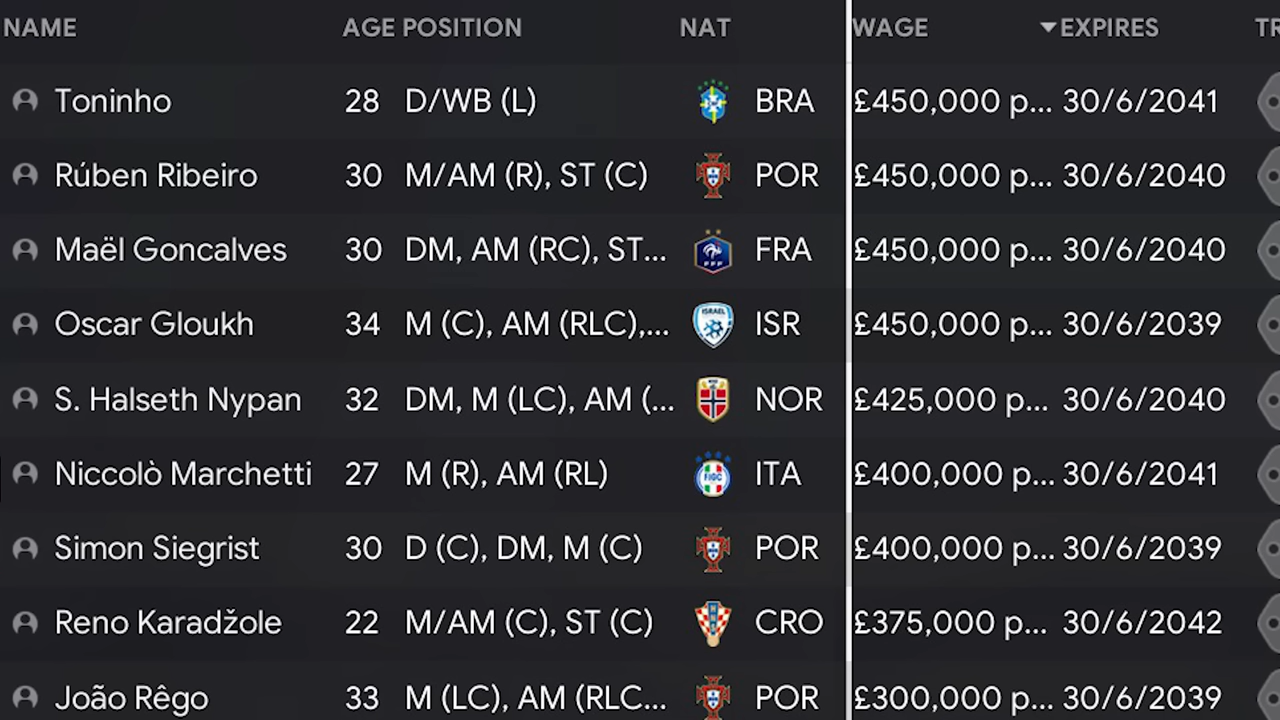 NAME AGE POSITION NAT WAGE EXPIRES TR
Toninho 28 D/WB (L) BRA £450,000 p... 30/6/2041
Rúben Ribeiro 30 M/AM (R), ST (C) POR £450,000 p... 30/6/2040
Maël Goncalves 30 DM, AM (RC), ST... FRA £450,000 p... 30/6/2040
Oscar Gloukh 34 M (C), AM (RLC),... ISRAEL ISR £450,000 p... 30/6/2039
S. Halseth Nypan 32 DM, M (LC), AM (... NOR £425,000 p... 30/6/2040
Niccolò Marchetti 27 M (R), AM (RL) FIGC ITA £400,000 p... 30/6/2041
Simon Siegrist 30 D (C), DM, M (C) POR £400,000 p... 30/6/2039
Reno Karadžole 22 M/AM (C), ST (C) CRO £375,000 p... 30/6/2042
João Rêgo 33 M (LC), AM (RLC... POR £300,000 p... 30/6/2039